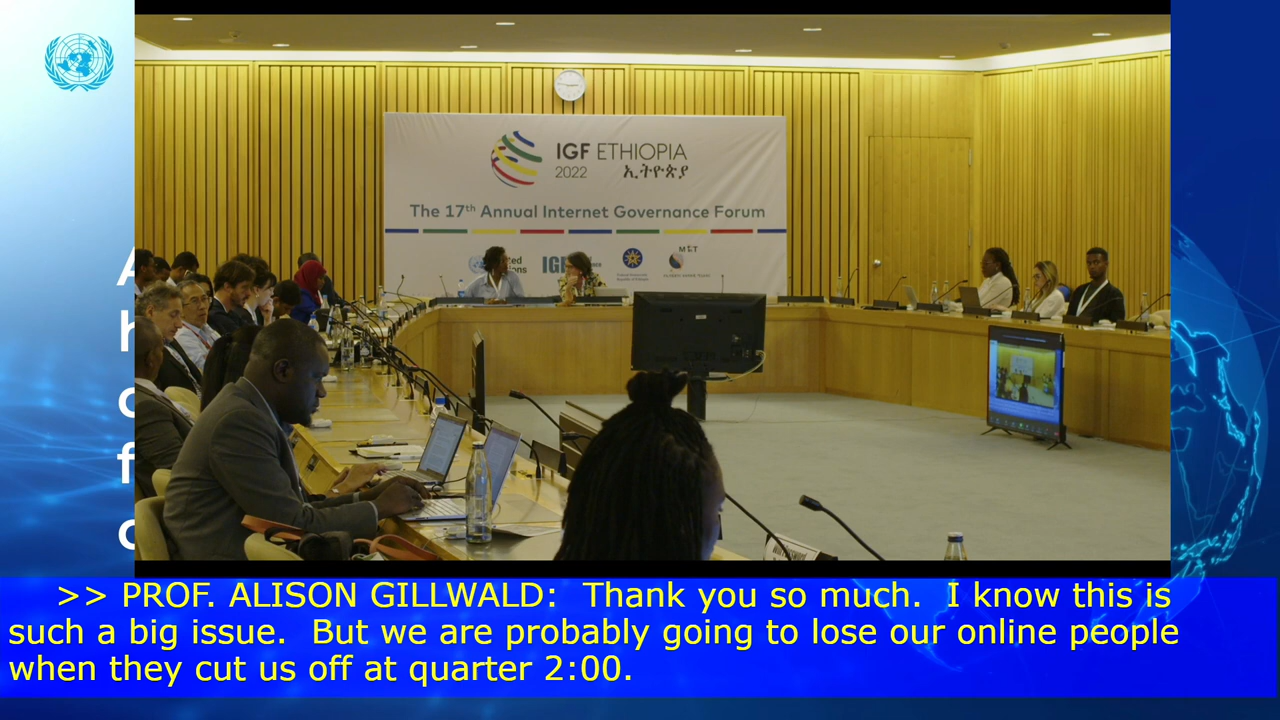 IGF ETHIOPIA
2022 ኢትዮጵያ
The 17th Annual Internet Governance Forum
IGF
>> PROF. ALISON GILLWALD: Thank you so much. I know this is
such a big issue. But we are probably going to lose our online people
when they cut us off at quarter 2:00.